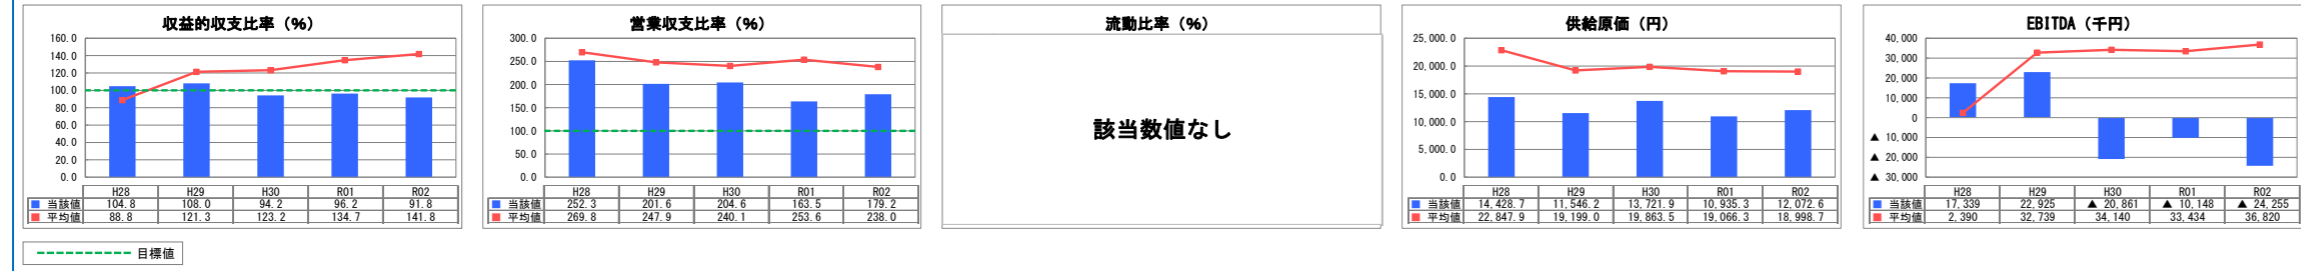 収益的収支比率（%）
160.0
140.0
120.0
100.0
80.0
60.0
40.0
20.0
0.0
H28 H29 H30 R01 R02
当該値 104.8 108.0 94.2 96.2 91.8
平均値 88.8 121.3 123.2 134.7 141.8
営業収支比率（%）
300.0
250.0
200.0
150.0
100.0
50.0
0.0
H28 H29 H30 R01 R02
当該値 252.3 201.6 204.6 163.5 179.2
平均値 269.8 247.9 240.1 253.6 238.0
流動比率（%）
該当数値なし
供給原価（円）
25,000.0
20,000.0
15,000.0
10,000.0
5,000.0
0.0
H28 H29 H30 R01 R02
当該値 14,428.7 11,546.2 13,721.9 10,935.3 12,072.6
平均値 22,847.9 19,199.0 19,863.5 19,066.3 18,998.7
EBITDA（千円）
40,000
30,000
20,000
10,000
0
▲ 10,000
▲ 20,000
▲ 30,000
H28 H29 H30 R01 R02
当該値 17,339 22,925 ▲ 20,861 ▲ 10,148 ▲ 24,255
平均値 2,390 32,739 34,140 33,434 36,820
目標値